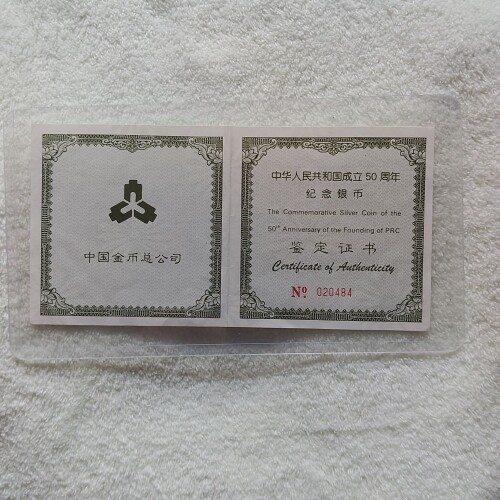 中国金币总公司
中华人民共和国成立50周年
纪念银币
The Commemorative Silver Coin of the
50th Anniversary of the Founding of PRC
鉴定证书
Certificate of Authenticity
Nº 020484